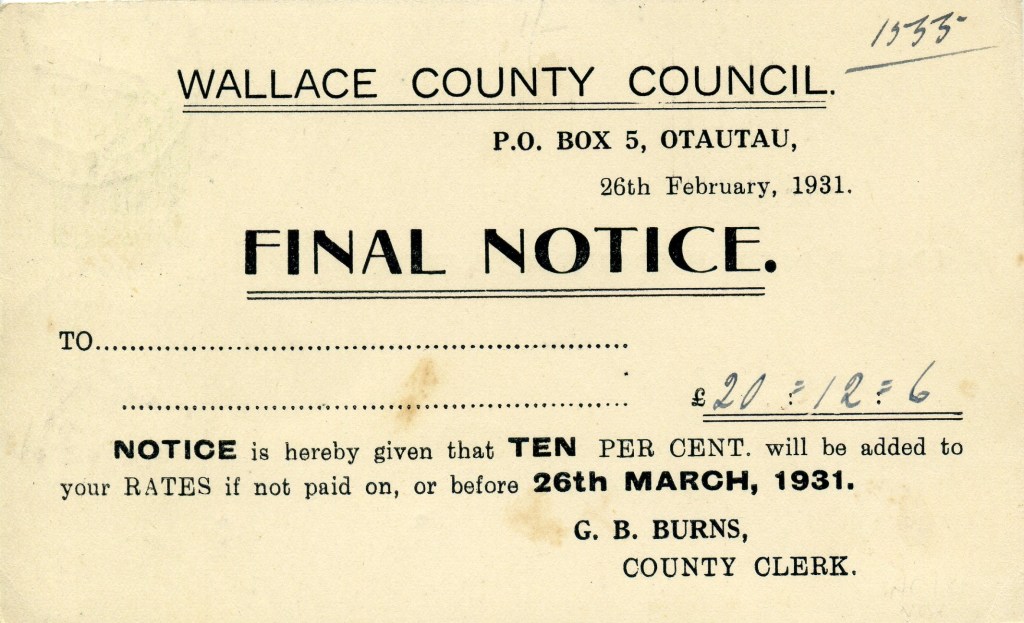 1535
WALLACE COUNTY COUNCIL.
P.O. BOX 5, OTAUTAU,
26th February, 1931.
FINAL NOTICE.
TO..........................................................
..........................................................
£ 20 : 12 : 6
NOTICE is hereby given that TEN PER CENT. will be added to
your RATES if not paid on, or before 26th MARCH, 1931.
G. B. BURNS,
COUNTY CLERK.